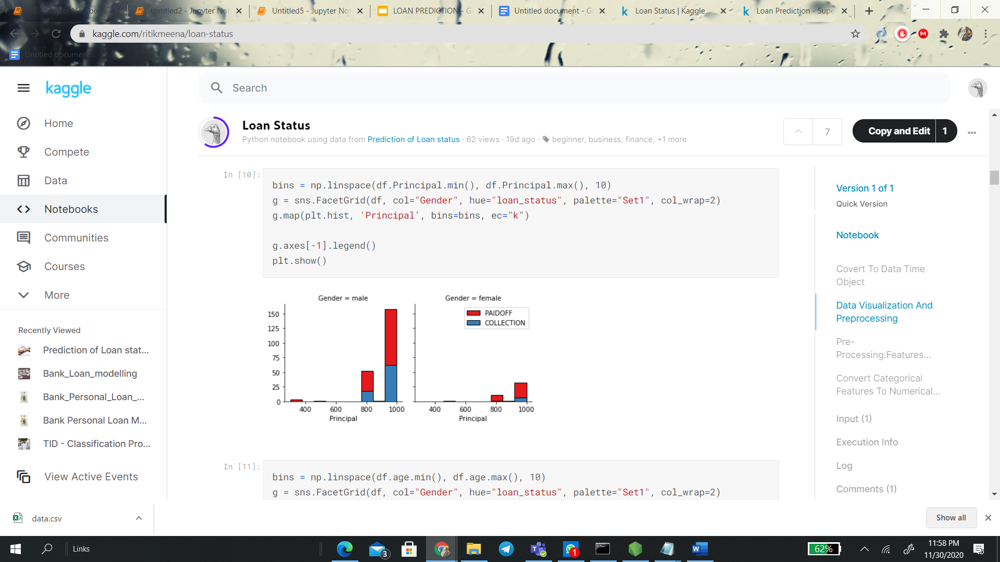 Untitled2 - Jupyter Not
Untitled5 - Jupyter Not
LOAN PREDICTION - G
Untitled document - Go
Loan Status | Kaggle
Loan Prediction - Supe
kaggle.com/ritikmeena/loan-status
Untitled document...
kaggle
Search
Home
Compete
Data
Notebooks
Communities
Courses
More
Recently Viewed
Prediction of Loan stat...
Bank_Loan_modelling
Bank_Personal_Loan_...
Bank Personal Loan M...
TID - Classification Pro...
View Active Events
Loan Status
Python notebook using data from Prediction of Loan status · 62 views · 19d ago · beginner, business, finance, +1 more
7
Copy and Edit 1
In [10]:
bins = np.linspace(df.Principal.min(), df.Principal.max(), 10)
g = sns.FacetGrid(df, col="Gender", hue="loan_status", palette="Set1", col_wrap=2)
g.map(plt.hist, 'Principal', bins=bins, ec="k")
g.axes[-1].legend()
plt.show()
Gender = male
150
125
100
75
50
25
0
400 600 800 1000
Principal
Gender = female
PAIDOFF
COLLECTION
400 600 800 1000
Principal
In [11]:
bins = np.linspace(df.age.min(), df.age.max(), 10)
g = sns.FacetGrid(df, col="Gender", hue="loan_status", palette="Set1", col_wrap=2)
Version 1 of 1
Quick Version
Notebook
Covert To Data Time
Object
Data Visualization And
Preprocessing
Pre-
Processing:Features...
Convert Categorical
Features To Numerical...
Input (1)
Execution Info
Log
Comments (1)
data.csv
Show all
Links
3
1
62%
11:58 PM
11/30/2020